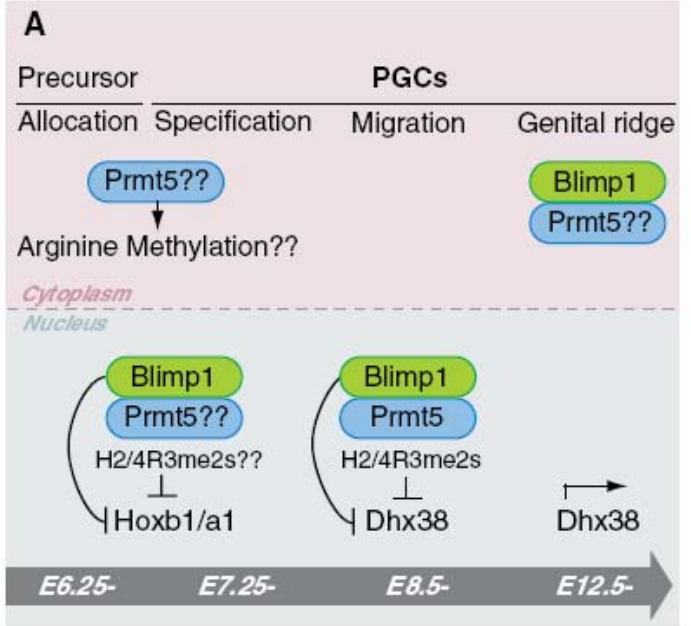 A
Precursor PGCs
Allocation Specification Migration Genital ridge
Prmt5?? Blimp1
Prmt5??
Arginine Methylation??
Cytoplasm
Nucleus
Blimp1 Blimp1
Prmt5?? Prmt5
H2/4R3me2s?? H2/4R3me2s
Hoxb1/a1 Dhx38 Dhx38
E6.25- E7.25- E8.5- E12.5-